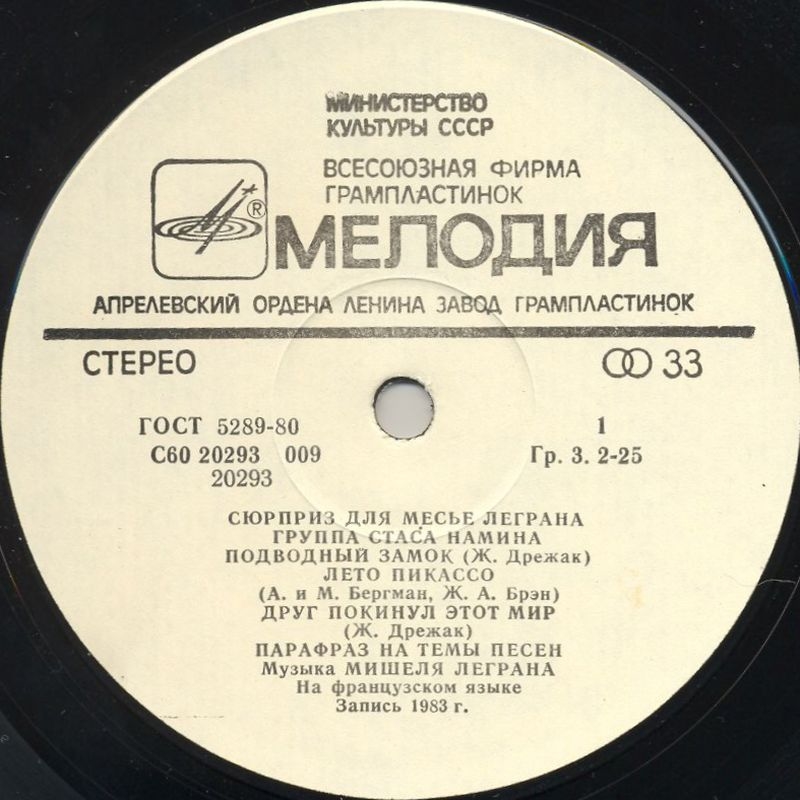 МИНИСТЕРСТВО
КУЛЬТУРЫ СССР
ВСЕСОЮЗНАЯ ФИРМА
ГРАМПЛАСТИНОК
® МЕЛОДИЯ
АПРЕЛЕВСКИЙ ОРДЕНА ЛЕНИНА ЗАВОД ГРАМПЛАСТИНОК
СТЕРЕО 33
ГОСТ 5289-80 1
С60 20293 009 Гр. 3. 2-25
20293
СЮРПРИЗ ДЛЯ МЕСЬЕ ЛЕГРАНА
ГРУППА СТАСА НАМИНА
ПОДВОДНЫЙ ЗАМОК (Ж. Дрежак)
ЛЕТО ПИКАССО
(А. и М. Бергман, Ж. А. Брэн)
ДРУГ ПОКИНУЛ ЭТОТ МИР
(Ж. Дрежак)
ПАРАФРАЗ НА ТЕМЫ ПЕСЕН
Музыка МИШЕЛЯ ЛЕГРАНА
На французском языке
Запись 1983 г.